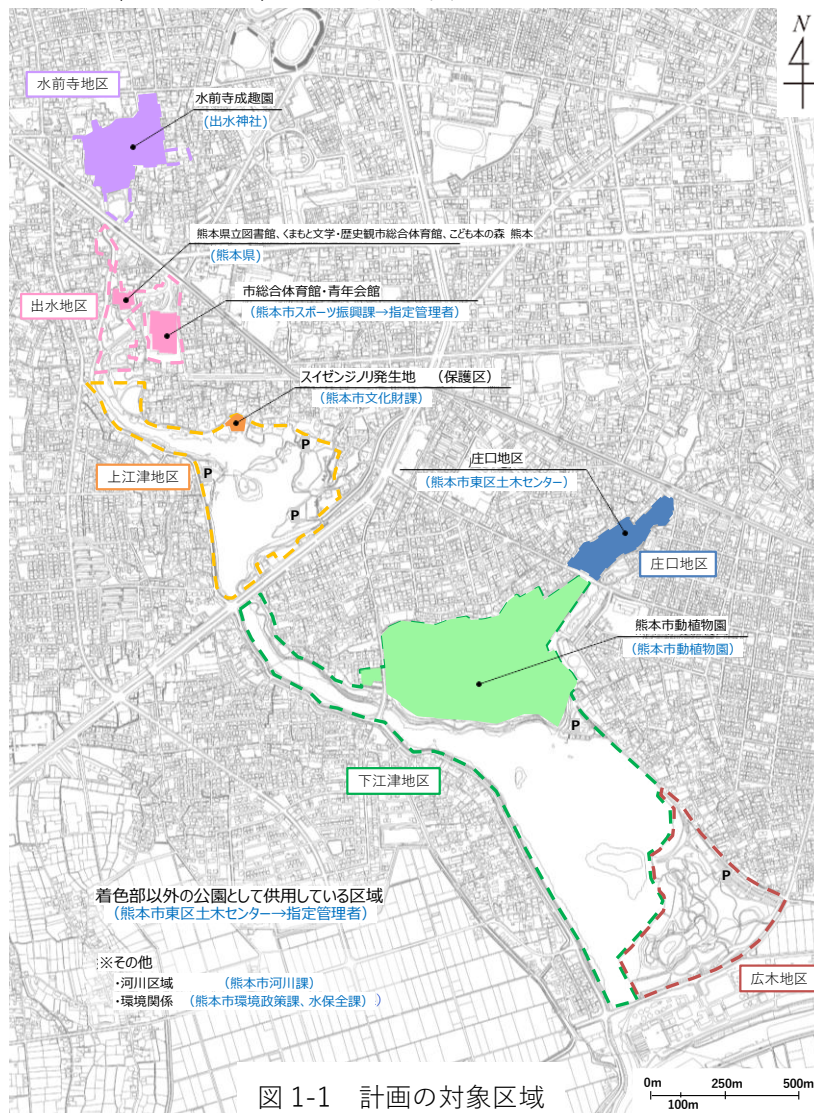 N
水前寺地区
水前寺成趣園
(出水神社)
熊本県立図書館、くまもと文学・歴史観市総合体育館、こども本の森 熊本
(熊本県)
出水地区
市総合体育館・青年会館
(熊本市スポーツ振興課→指定管理者)
スイゼンジノリ発生地 （保護区）
(熊本市文化財課)
P
P
P
上江津地区
庄口地区
(熊本市東区土木センター)
庄口地区
熊本市動植物園
(熊本市動植物園)
P
下江津地区
P
着色部以外の公園として供用している区域
(熊本市東区土木センター→指定管理者)
※その他
・河川区域 (熊本市河川課)
・環境関係 (熊本市環境政策課、水保全課) )
広木地区
図 1-1 計画の対象区域
0m 250m 500m
100m